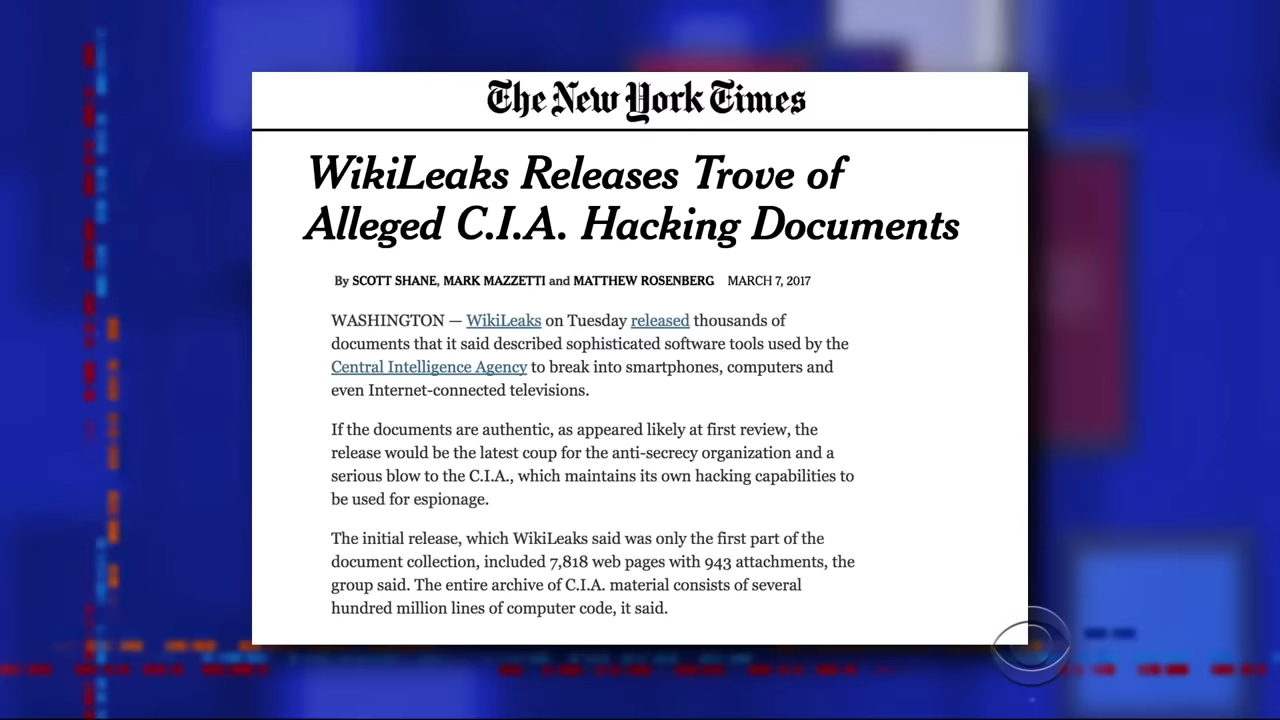 The New York Times
WikiLeaks Releases Trove of
Alleged C.I.A. Hacking Documents
By SCOTT SHANE, MARK MAZZETTI and MATTHEW ROSENBERG MARCH 7, 2017
WASHINGTON — WikiLeaks on Tuesday released thousands of
documents that it said described sophisticated software tools used by the
Central Intelligence Agency to break into smartphones, computers and
even Internet-connected televisions.
If the documents are authentic, as appeared likely at first review, the
release would be the latest coup for the anti-secrecy organization and a
serious blow to the C.I.A., which maintains its own hacking capabilities to
be used for espionage.
The initial release, which WikiLeaks said was only the first part of the
document collection, included 7,818 web pages with 943 attachments, the
group said. The entire archive of C.I.A. material consists of several
hundred million lines of computer code, it said.